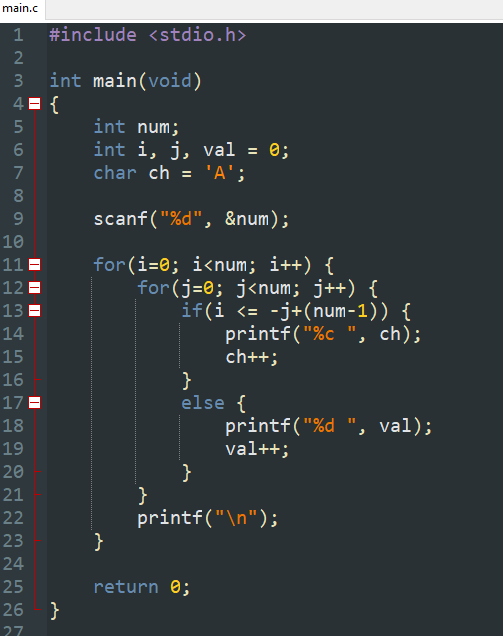 main.c
1 #include <stdio.h>
2
3 int main(void)
4 {
5     int num;
6     int i, j, val = 0;
7     char ch = 'A';
8
9     scanf("%d", &num);
10
11     for(i=0; i<num; i++) {
12         for(j=0; j<num; j++) {
13             if(i <= -j+(num-1)) {
14                 printf("%c ", ch);
15                 ch++;
16             }
17             else {
18                 printf("%d ", val);
19                 val++;
20             }
21         }
22         printf("\n");
23     }
24
25     return 0;
26 }
27